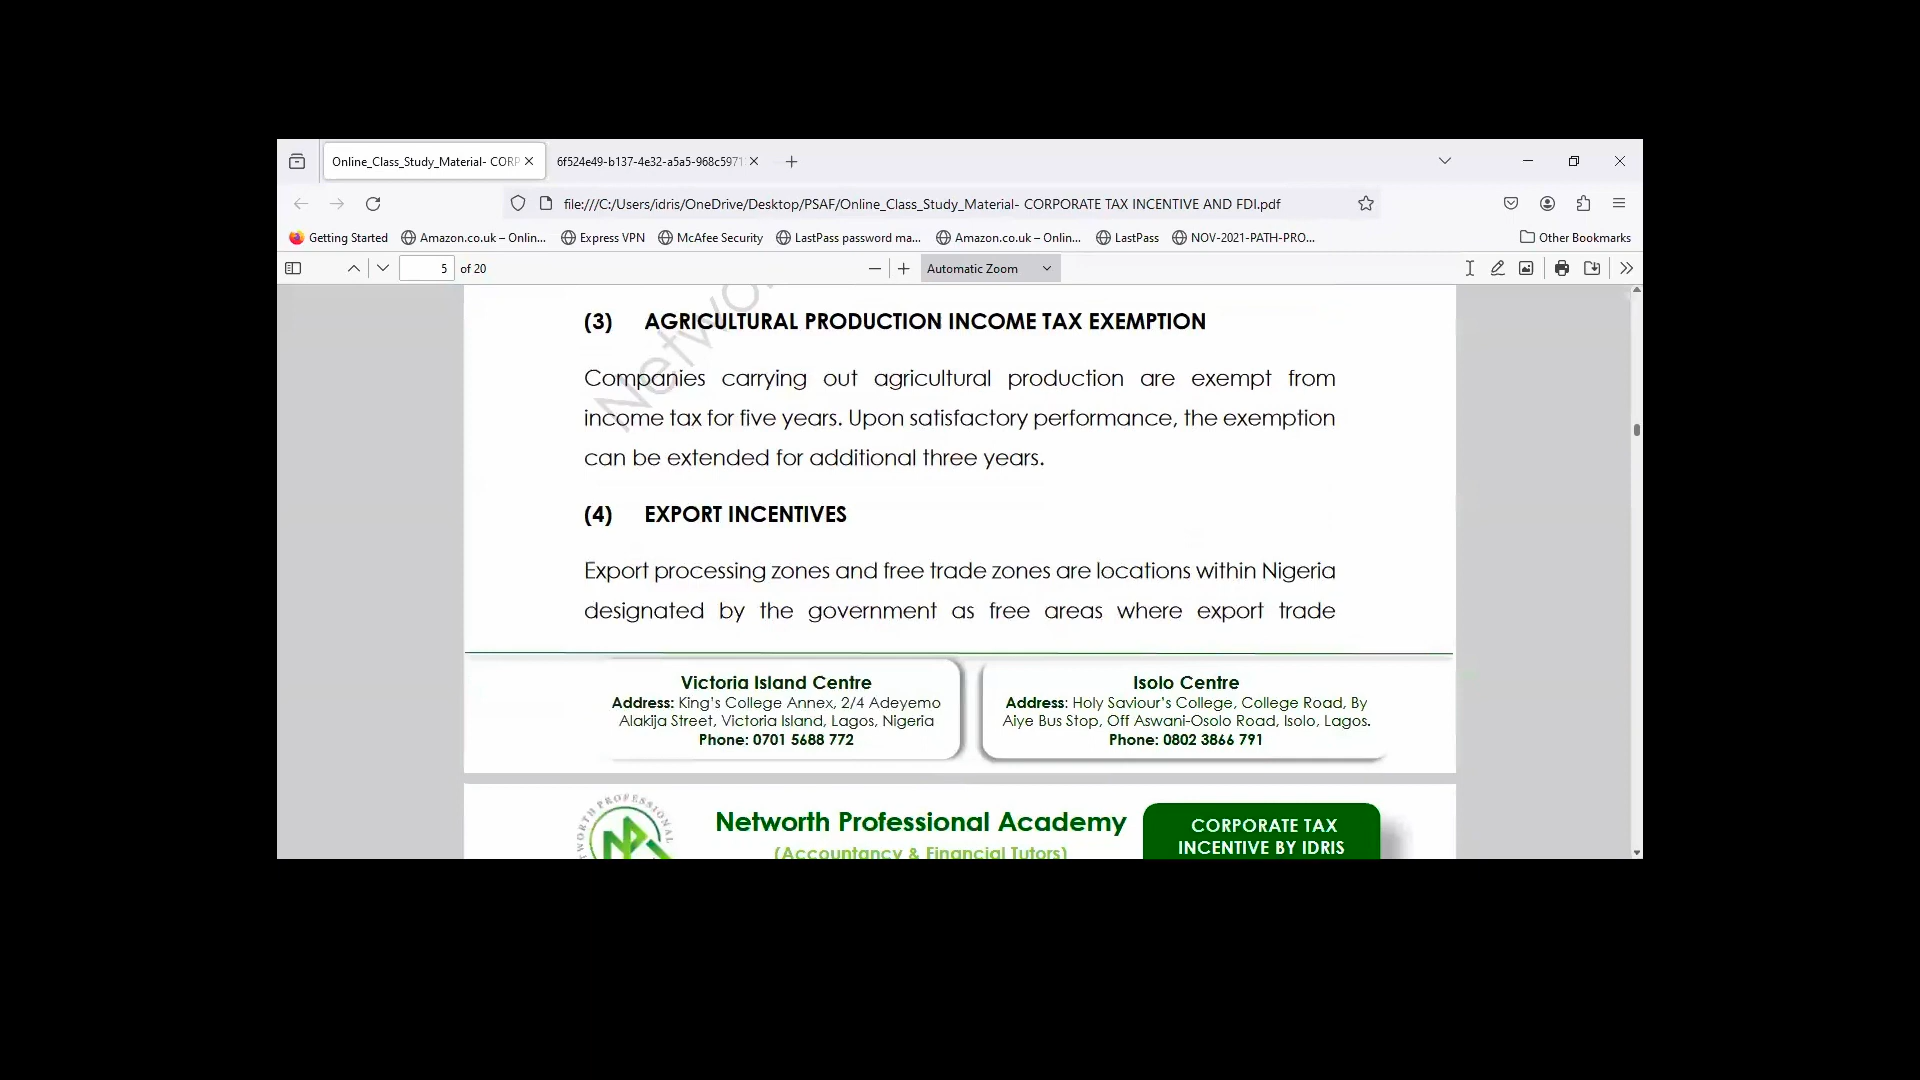 Online_Class_Study_Material- CORP
6f524e49-b137-4e32-a5a5-968c5971
file:///C:/Users/idris/OneDrive/Desktop/PSAF/Online_Class_Study_Material- CORPORATE TAX INCENTIVE AND FDI.pdf
Getting Started Amazon.co.uk – Onlin... Express VPN McAfee Security LastPass password ma... Amazon.co.uk – Onlin... LastPass NOV-2021-PATH-PRO... Other Bookmarks
5 of 20 Automatic Zoom
Networ
(3) AGRICULTURAL PRODUCTION INCOME TAX EXEMPTION
Companies carrying out agricultural production are exempt from
income tax for five years. Upon satisfactory performance, the exemption
can be extended for additional three years.
(4) EXPORT INCENTIVES
Export processing zones and free trade zones are locations within Nigeria
designated by the government as free areas where export trade
Victoria Island Centre
Address: King's College Annex, 2/4 Adeyemo
Alakija Street, Victoria Island, Lagos, Nigeria
Phone: 0701 5688 772
Isolo Centre
Address: Holy Saviour's College, College Road, By
Aiye Bus Stop, Off Aswani-Osolo Road, Isolo, Lagos.
Phone: 0802 3866 791
WORTH PROFESSIONAL
Networth Professional Academy
(Accountancy & Financial Tutors)
CORPORATE TAX
INCENTIVE BY IDRIS